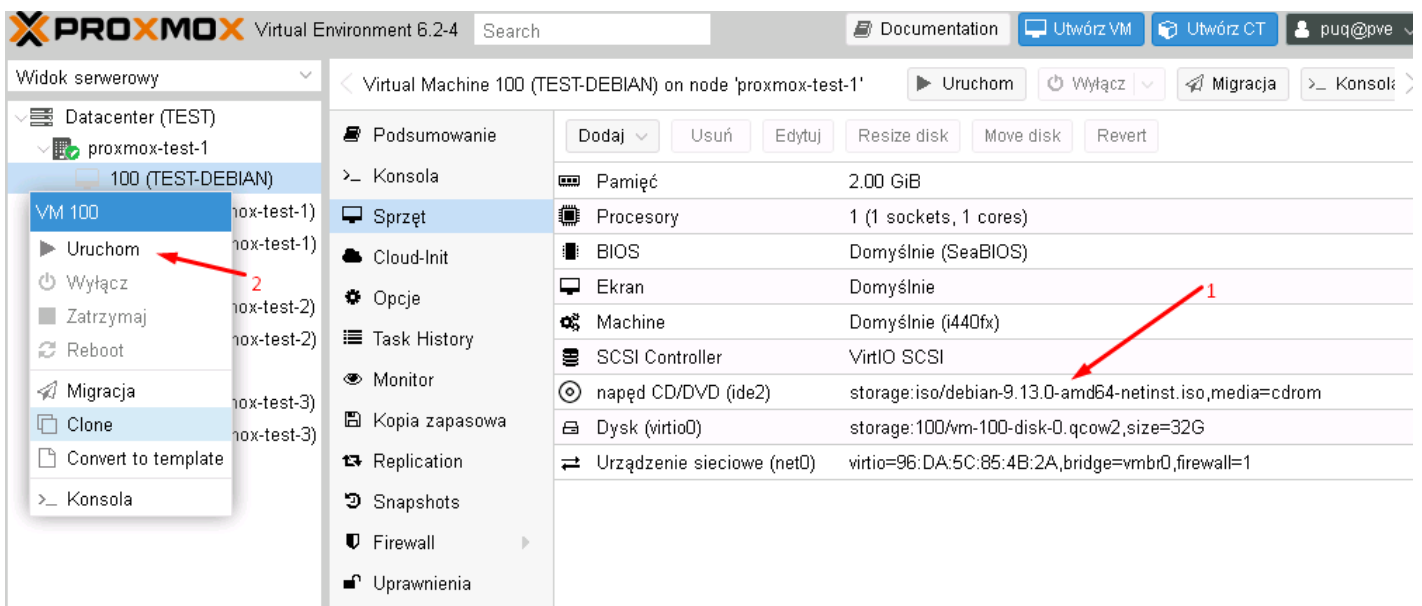 PROXMOX Virtual Environment 6.2-4 Search Documentation Utwórz VM Utwórz CT puq@pve
Widok serwerowy
Virtual Machine 100 (TEST-DEBIAN) on node 'proxmox-test-1' Uruchom Wyłącz Migracja >_ Konsola
Datacenter (TEST)
proxmox-test-1
100 (TEST-DEBIAN)
VM 100
Uruchom
Wyłącz
Zatrzymaj
Reboot
Migracja
Clone
Convert to template
>_ Konsola
2
nox-test-1)
nox-test-1)
nox-test-2)
nox-test-2)
nox-test-3)
nox-test-3)
Podsumowanie
>_ Konsola
Sprzęt
Cloud-Init
Opcje
Task History
Monitor
Kopia zapasowa
Replication
Snapshots
Firewall
Uprawnienia
Dodaj Usuń Edytuj Resize disk Move disk Revert
Pamięć 2.00 GiB
Procesory 1 (1 sockets, 1 cores)
BIOS Domyślnie (SeaBIOS)
Ekran Domyślnie
1
Machine Domyślnie (i440fx)
SCSI Controller VirtIO SCSI
napęd CD/DVD (ide2) storage:iso/debian-9.13.0-amd64-netinst.iso,media=cdrom
Dysk (virtio0) storage:100/vm-100-disk-0.qcow2,size=32G
Urządzenie sieciowe (net0) virtio=96:DA:5C:85:4B:2A,bridge=vmbr0,firewall=1